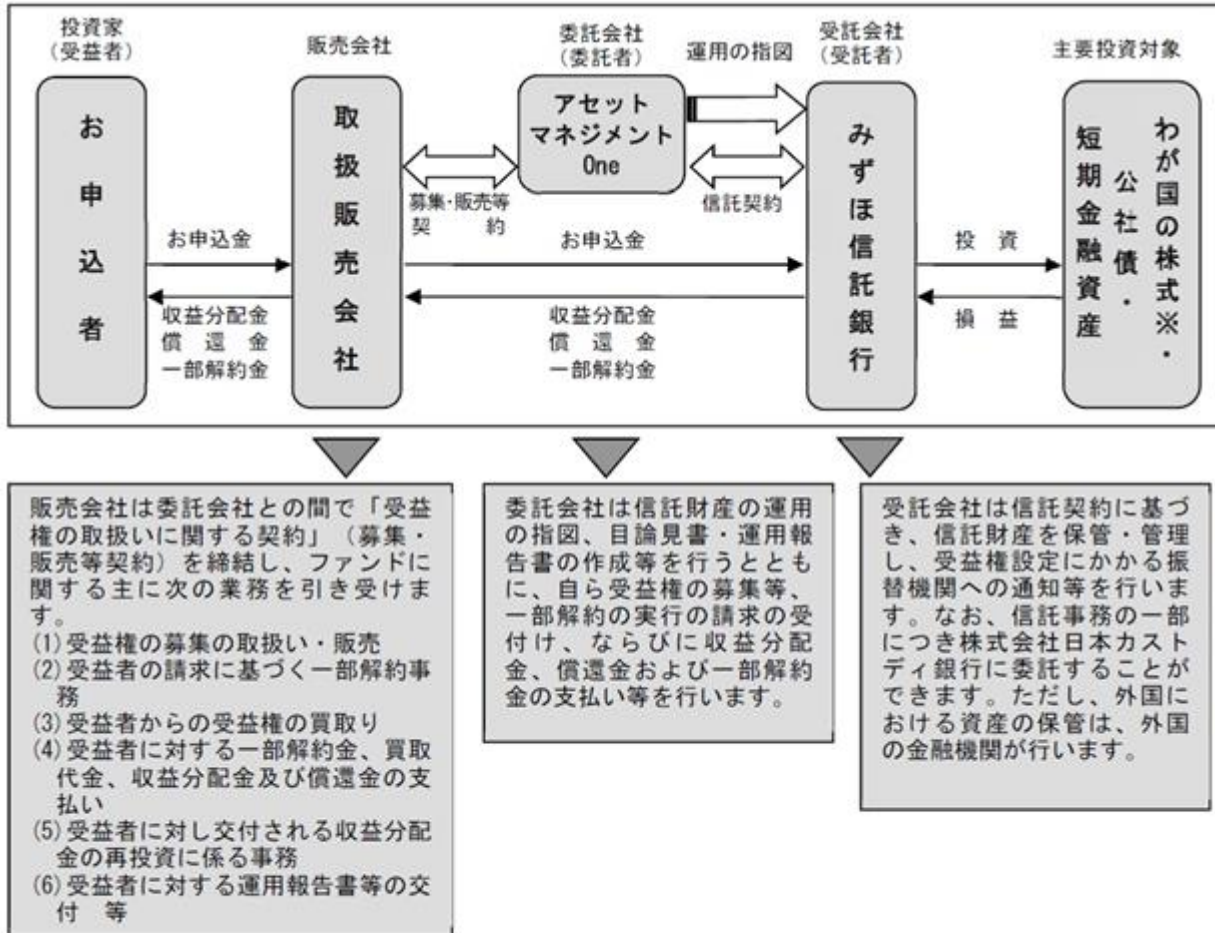 投資家
（受益者）
販売会社
委託会社
（委託者）
運用の指図
受託会社
（受託者）
主要投資対象
お申込者
取扱販売会社
アセット
マネジメント
One
みずほ信託銀行
わが国の株式※・
公社債・
短期金融資産
募集・販売等
契　　　約
信託契約
お申込金
お申込金
投　資
収益分配金
償　還　金
一部解約金
収益分配金
償　還　金
一部解約金
損　益
販売会社は委託会社との間で「受益
権の取扱いに関する契約」（募集・
販売等契約）を締結し、ファンドに
関する主に次の業務を引き受けま
す。
(1)受益権の募集の取扱い・販売
(2)受益者の請求に基づく一部解約事
務
(3)受益者からの受益権の買取り
(4)受益者に対する一部解約金、買取
代金、収益分配金及び償還金の支
払い
(5)受益者に対し交付される収益分配
金の再投資に係る事務
(6)受益者に対する運用報告書等の交
付　等
委託会社は信託財産の運用
の指図、目論見書・運用報
告書の作成等を行うととも
に、自ら受益権の募集等、
一部解約の実行の請求の受
付け、ならびに収益分配
金、償還金および一部解約
金の支払い等を行います。
受託会社は信託契約に基づ
き、信託財産を保管・管理
し、受益権設定にかかる振
替機関への通知等を行いま
す。なお、信託事務の一部
につき株式会社日本カスト
ディ銀行に委託することが
できます。ただし、外国に
おける資産の保管は、外国
の金融機関が行います。